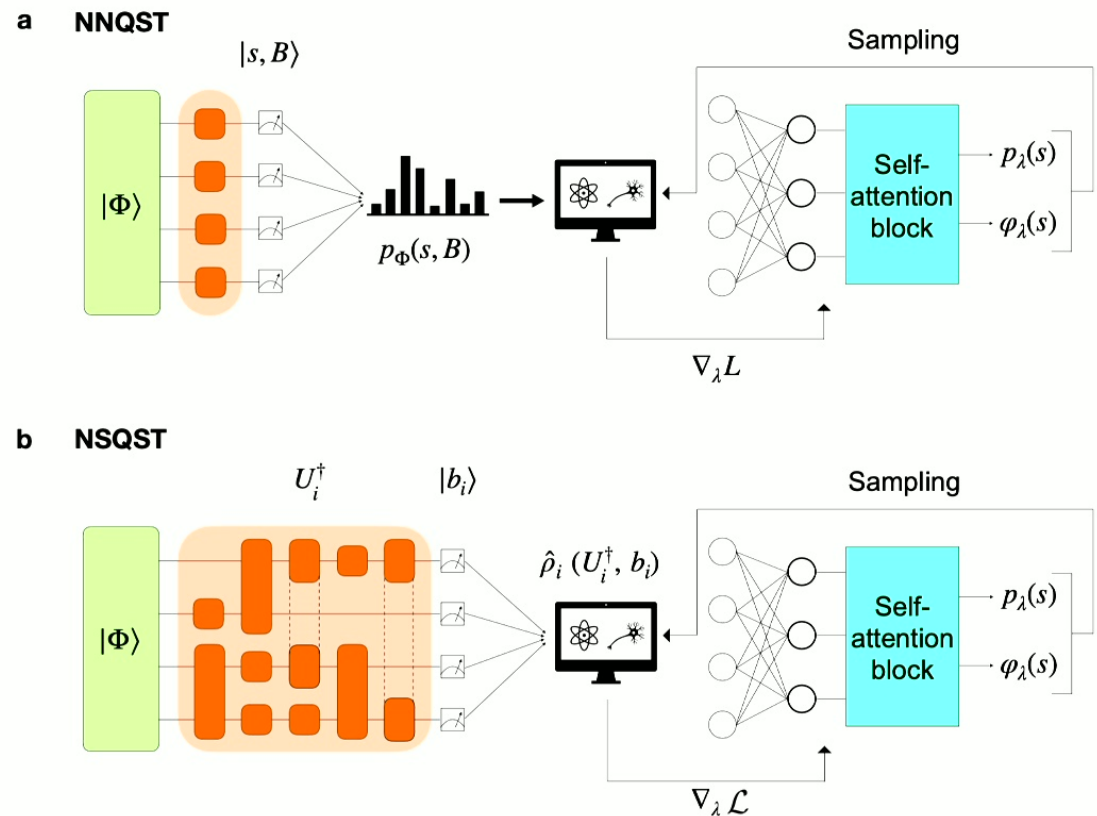 a NNQST
|s, B⟩
Sampling
|Φ⟩
p_Φ(s, B)
Self-
attention
block
p_λ(s)
φ_λ(s)
∇_λ L
b NSQST
U_i^†
|b_i⟩
Sampling
|Φ⟩
ρ̂_i (U_i^†, b_i)
Self-
attention
block
p_λ(s)
φ_λ(s)
∇_λ ℒ